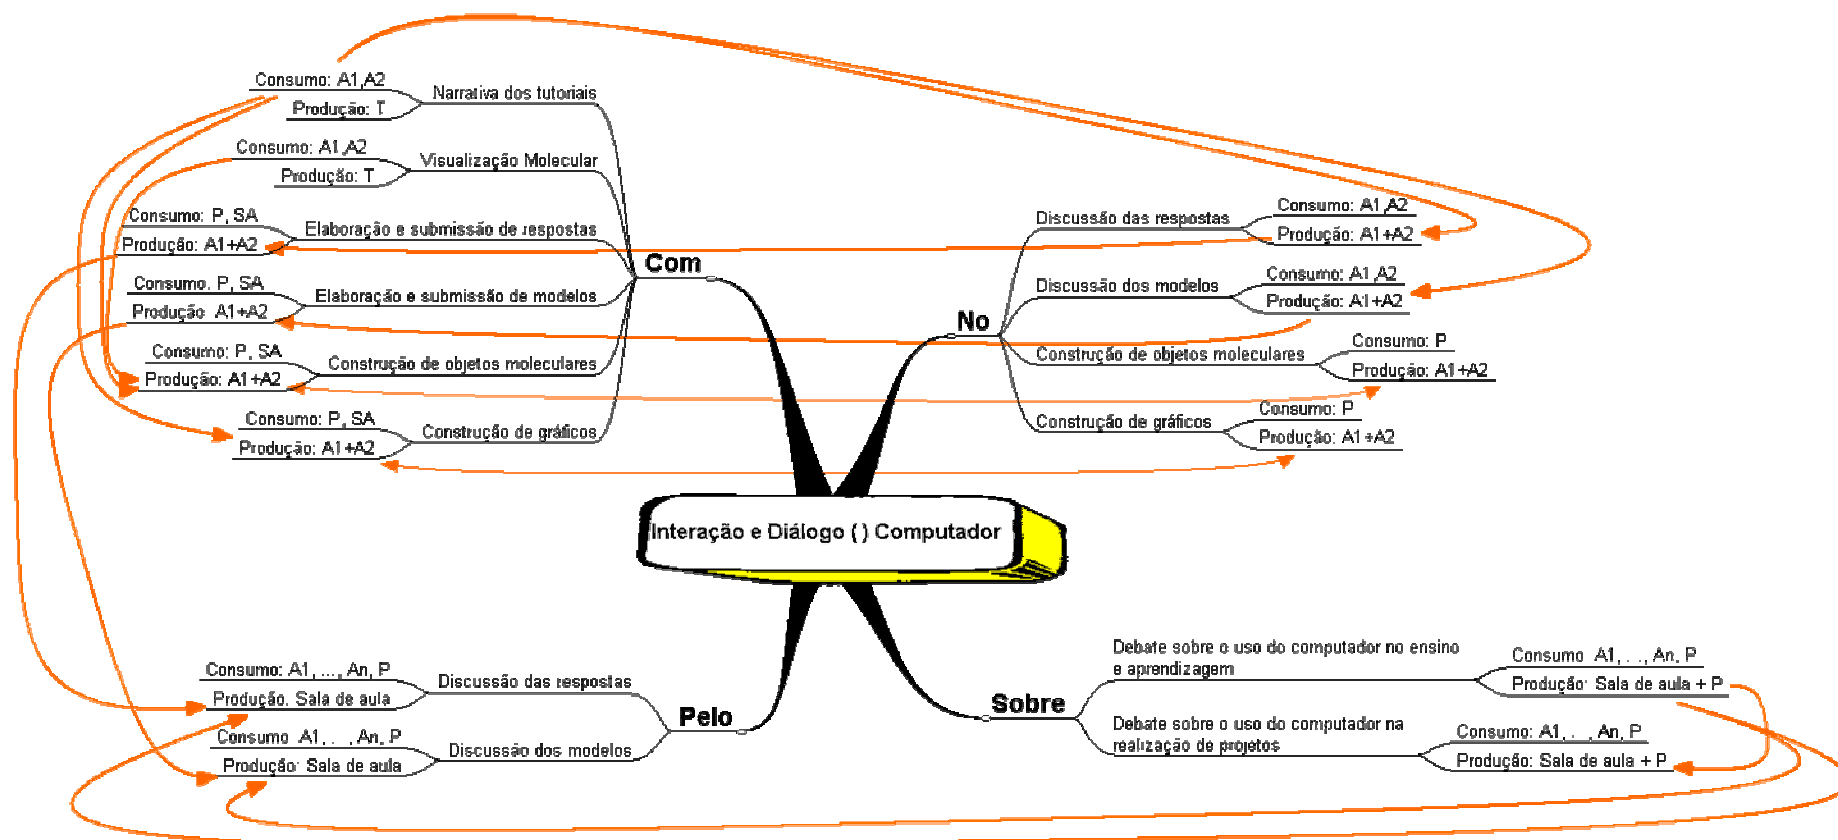 Consumo: A1,A2
Produção: T
Narrativa dos tutoriais
Consumo: A1,A2
Produção: T
Visualização Molecular
Consumo: P, SA
Produção: A1+A2
Elaboração e submissão de respostas
Consumo. P, SA
Produção A1+A2
Elaboração e submissão de modelos
Consumo: P, SA
Produção: A1+A2
Construção de objetos moleculares
Consumo: P, SA
Produção: A1+A2
Construção de gráficos
Com
No
Discussão das respostas
Consumo: A1,A2
Produção: A1+A2
Discussão dos modelos
Consumo: A1,A2
Produção: A1+A2
Construção de objetos moleculares
Consumo: P
Produção: A1+A2
Construção de gráficos
Consumo: P
Produção: A1+A2
Interação e Diálogo ( ) Computador
Consumo: A1, ..., An, P
Produção. Sala de aula
Discussão das respostas
Consumo A1, . . , An, P
Produção: Sala de aula
Discussão dos modelos
Pelo
Sobre
Debate sobre o uso do computador no ensino
e aprendizagem
Consumo A1, . . , An, P
Produção: Sala de aula + P
Debate sobre o uso do computador na
realização de projetos
Consumo: A1, . . , An, P
Produção: Sala de aula + P